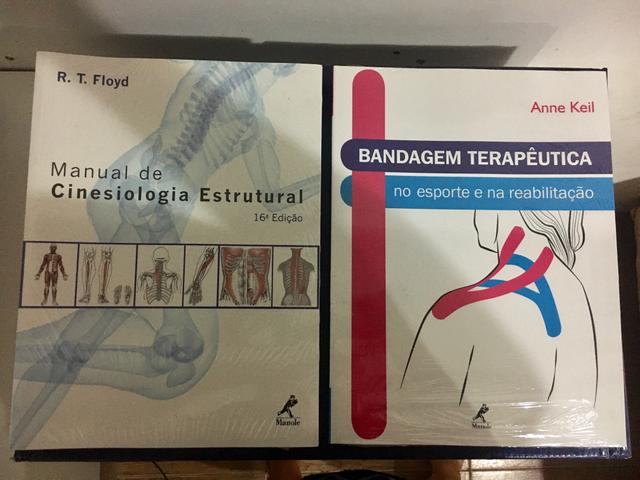 R. T. Floyd
Manual de
Cinesiologia Estrutural
16ª Edição
Manole
Anne Keil
BANDAGEM TERAPÊUTICA
no esporte e na reabilitação
Manole